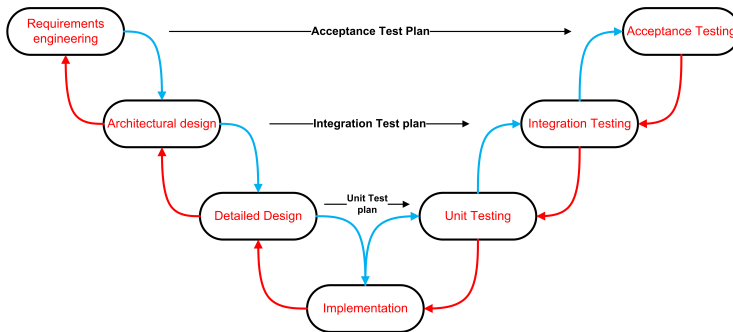 Requirements
engineering
Acceptance Test Plan
Acceptance Testing
Architectural design
Integration Test plan
Integration Testing
Detailed Design
Unit Test
plan
Unit Testing
Implementation